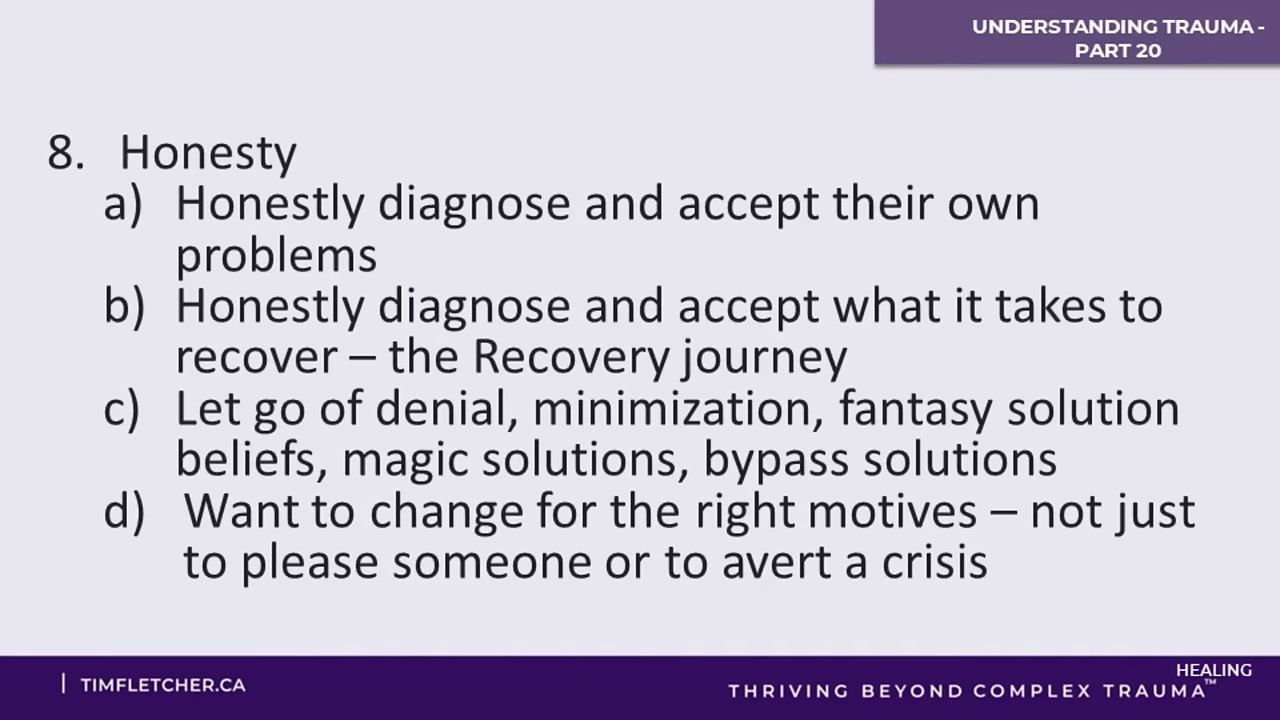 UNDERSTANDING TRAUMA -
PART 20
8. Honesty
a) Honestly diagnose and accept their own
problems
b) Honestly diagnose and accept what it takes to
recover – the Recovery journey
c) Let go of denial, minimization, fantasy solution
beliefs, magic solutions, bypass solutions
d) Want to change for the right motives – not just
to please someone or to avert a crisis
| TIMFLETCHER.CA
HEALING
THRIVING BEYOND COMPLEX TRAUMA™